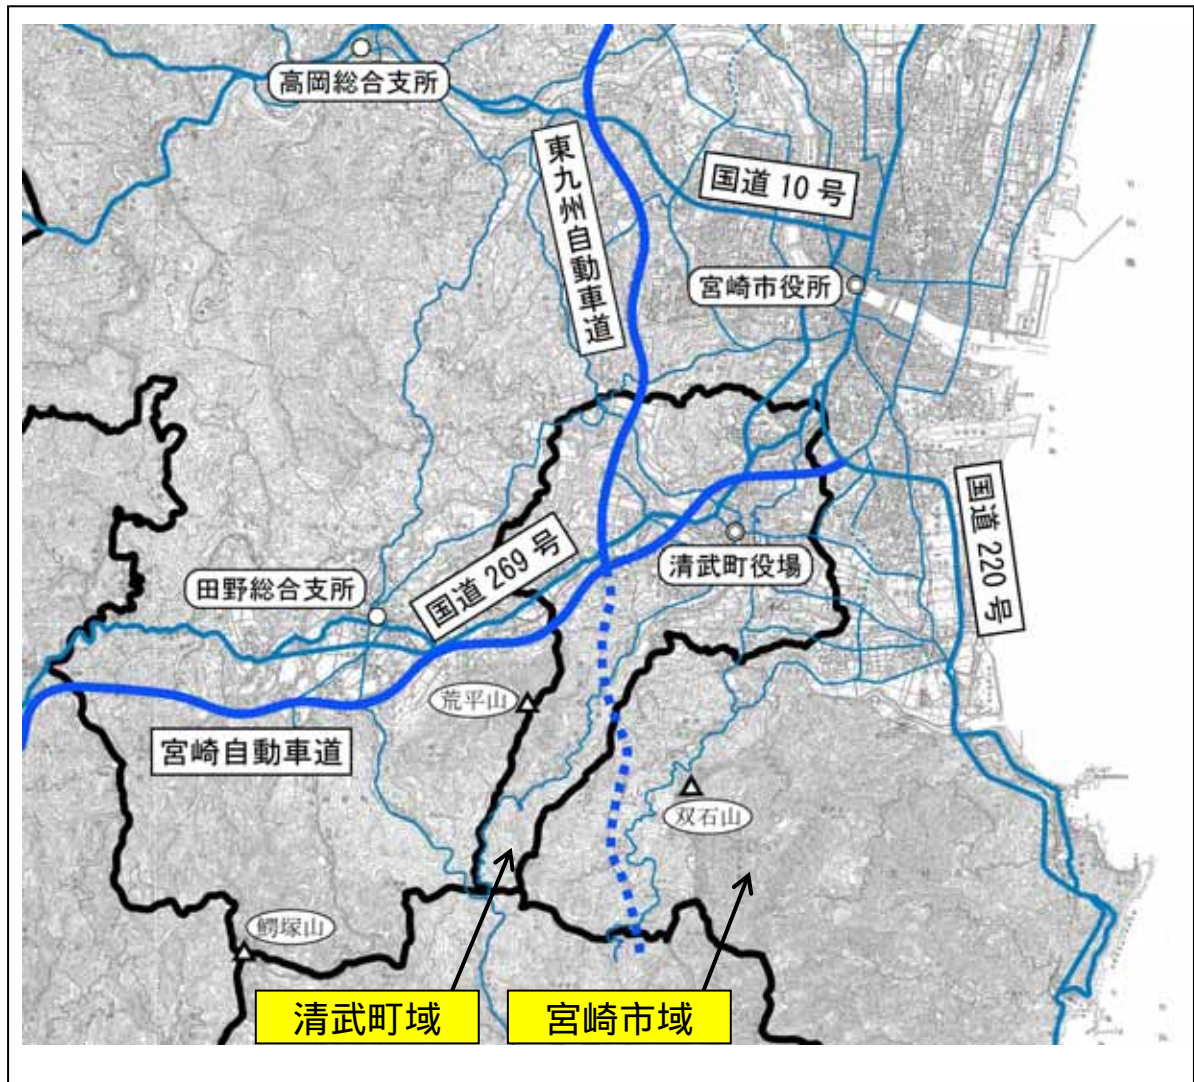 高岡総合支所
東九州自動車道
国道 10 号
宮崎市役所
国道 269 号
清武町役場
国道 220 号
田野総合支所
荒平山
宮崎自動車道
双石山
鰐塚山
清武町域
宮崎市域